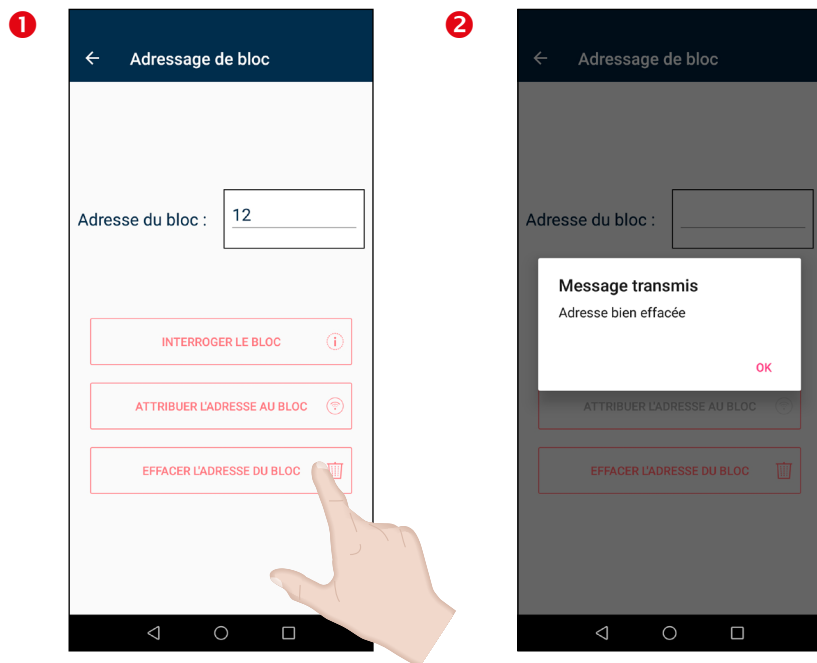 1
Adressage de bloc
Adresse du bloc :
12
INTERROGER LE BLOC
ATTRIBUER L'ADRESSE AU BLOC
EFFACER L'ADRESSE DU BLOC
2
Adressage de bloc
Adresse du bloc :
Message transmis
Adresse bien effacée
OK
ATTRIBUER L'ADRESSE AU BLOC
EFFACER L'ADRESSE DU BLOC